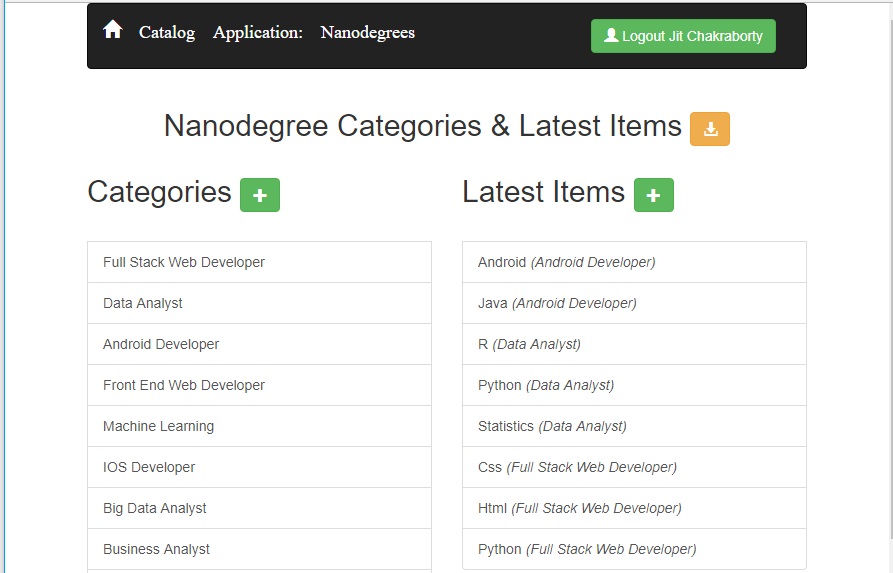 Catalog Application: Nanodegrees
Logout Jit Chakraborty
Nanodegree Categories & Latest Items
Categories
Full Stack Web Developer
Data Analyst
Android Developer
Front End Web Developer
Machine Learning
IOS Developer
Big Data Analyst
Business Analyst
Latest Items
Android (Android Developer)
Java (Android Developer)
R (Data Analyst)
Python (Data Analyst)
Statistics (Data Analyst)
Css (Full Stack Web Developer)
Html (Full Stack Web Developer)
Python (Full Stack Web Developer)